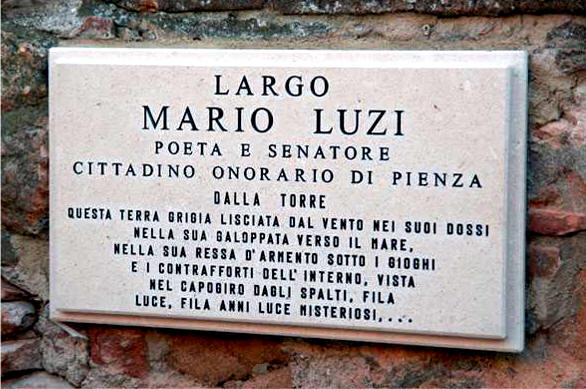 LARGO
MARIO LUZI
POETA E SENATORE
CITTADINO ONORARIO DI PIENZA
DALLA TORRE
QUESTA TERRA GRIGIA LISCIATA DAL VENTO NEI SUOI DOSSI
NELLA SUA GALOPPATA VERSO IL MARE,
NELLA SUA RESSA D'ARMENTO SOTTO I GIOGHI
E I CONTRAFFORTI DELL'INTERNO, VISTA
NEL CAPOGIRO DAGLI SPALTI, FILA
LUCE, FILA ANNI LUCE MISTERIOSI,...